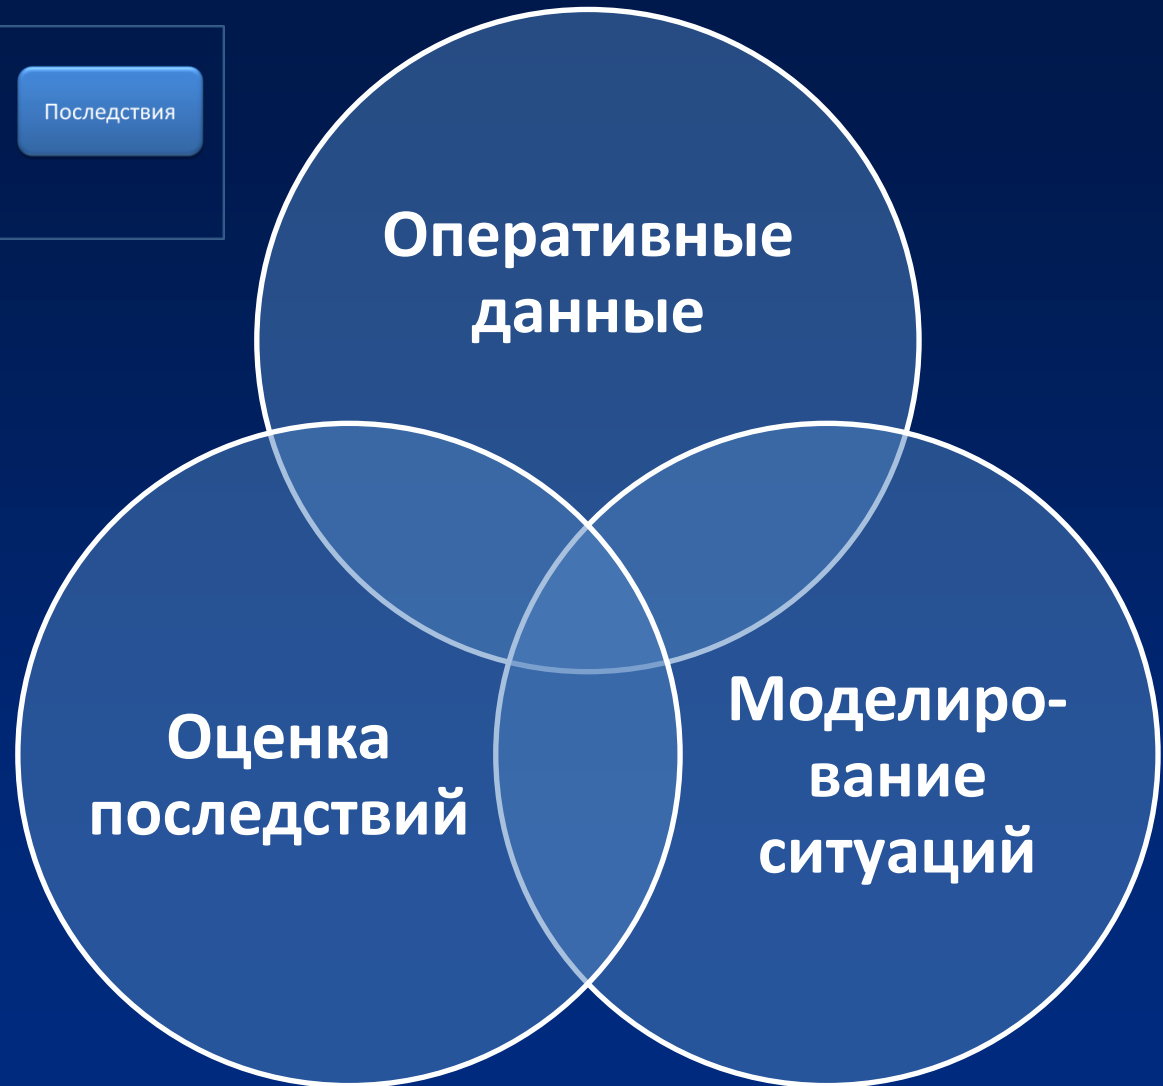 Последствия
Оперативные
данные
Оценка
последствий
Моделиро-
вание
ситуаций